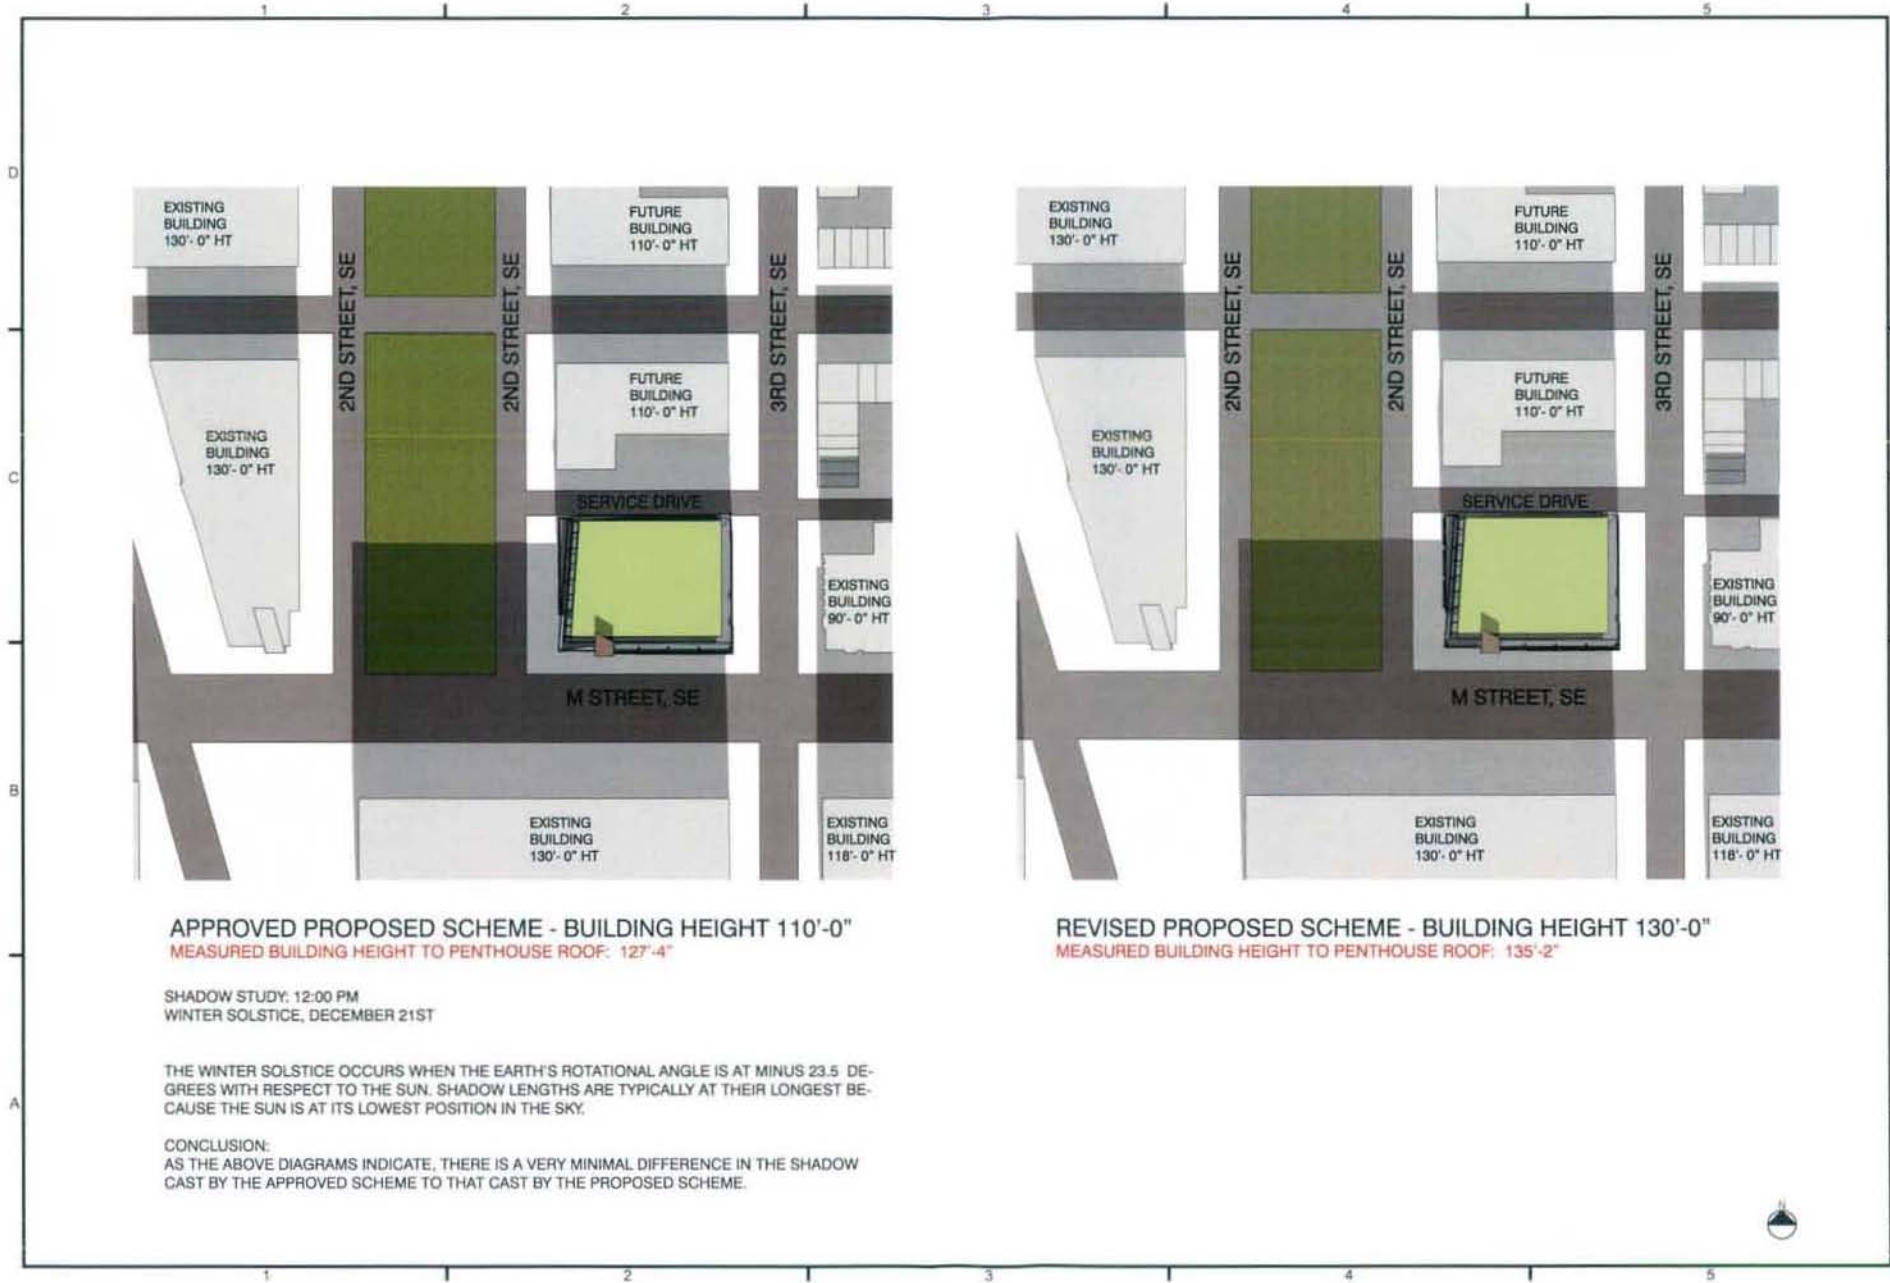 1 2 3 4 5
D
C
B
A
EXISTING
BUILDING
130'- 0" HT
2ND STREET, SE
2ND STREET, SE
FUTURE
BUILDING
110'- 0" HT
3RD STREET, SE
FUTURE
BUILDING
110'- 0" HT
EXISTING
BUILDING
130'- 0" HT
SERVICE DRIVE
EXISTING
BUILDING
90'- 0" HT
M STREET, SE
EXISTING
BUILDING
130'- 0" HT
EXISTING
BUILDING
118'- 0" HT
EXISTING
BUILDING
130'- 0" HT
2ND STREET, SE
2ND STREET, SE
FUTURE
BUILDING
110'- 0" HT
3RD STREET, SE
FUTURE
BUILDING
110'- 0" HT
EXISTING
BUILDING
130'- 0" HT
SERVICE DRIVE
EXISTING
BUILDING
90'- 0" HT
M STREET, SE
EXISTING
BUILDING
130'- 0" HT
EXISTING
BUILDING
118'- 0" HT
APPROVED PROPOSED SCHEME - BUILDING HEIGHT 110'-0"
MEASURED BUILDING HEIGHT TO PENTHOUSE ROOF: 127'-4"
REVISED PROPOSED SCHEME - BUILDING HEIGHT 130'-0"
MEASURED BUILDING HEIGHT TO PENTHOUSE ROOF: 135'-2"
SHADOW STUDY: 12:00 PM
WINTER SOLSTICE, DECEMBER 21ST
THE WINTER SOLSTICE OCCURS WHEN THE EARTH'S ROTATIONAL ANGLE IS AT MINUS 23.5 DE-
GREES WITH RESPECT TO THE SUN. SHADOW LENGTHS ARE TYPICALLY AT THEIR LONGEST BE-
CAUSE THE SUN IS AT ITS LOWEST POSITION IN THE SKY.
CONCLUSION:
AS THE ABOVE DIAGRAMS INDICATE, THERE IS A VERY MINIMAL DIFFERENCE IN THE SHADOW
CAST BY THE APPROVED SCHEME TO THAT CAST BY THE PROPOSED SCHEME.
N
1 2 3 4 5